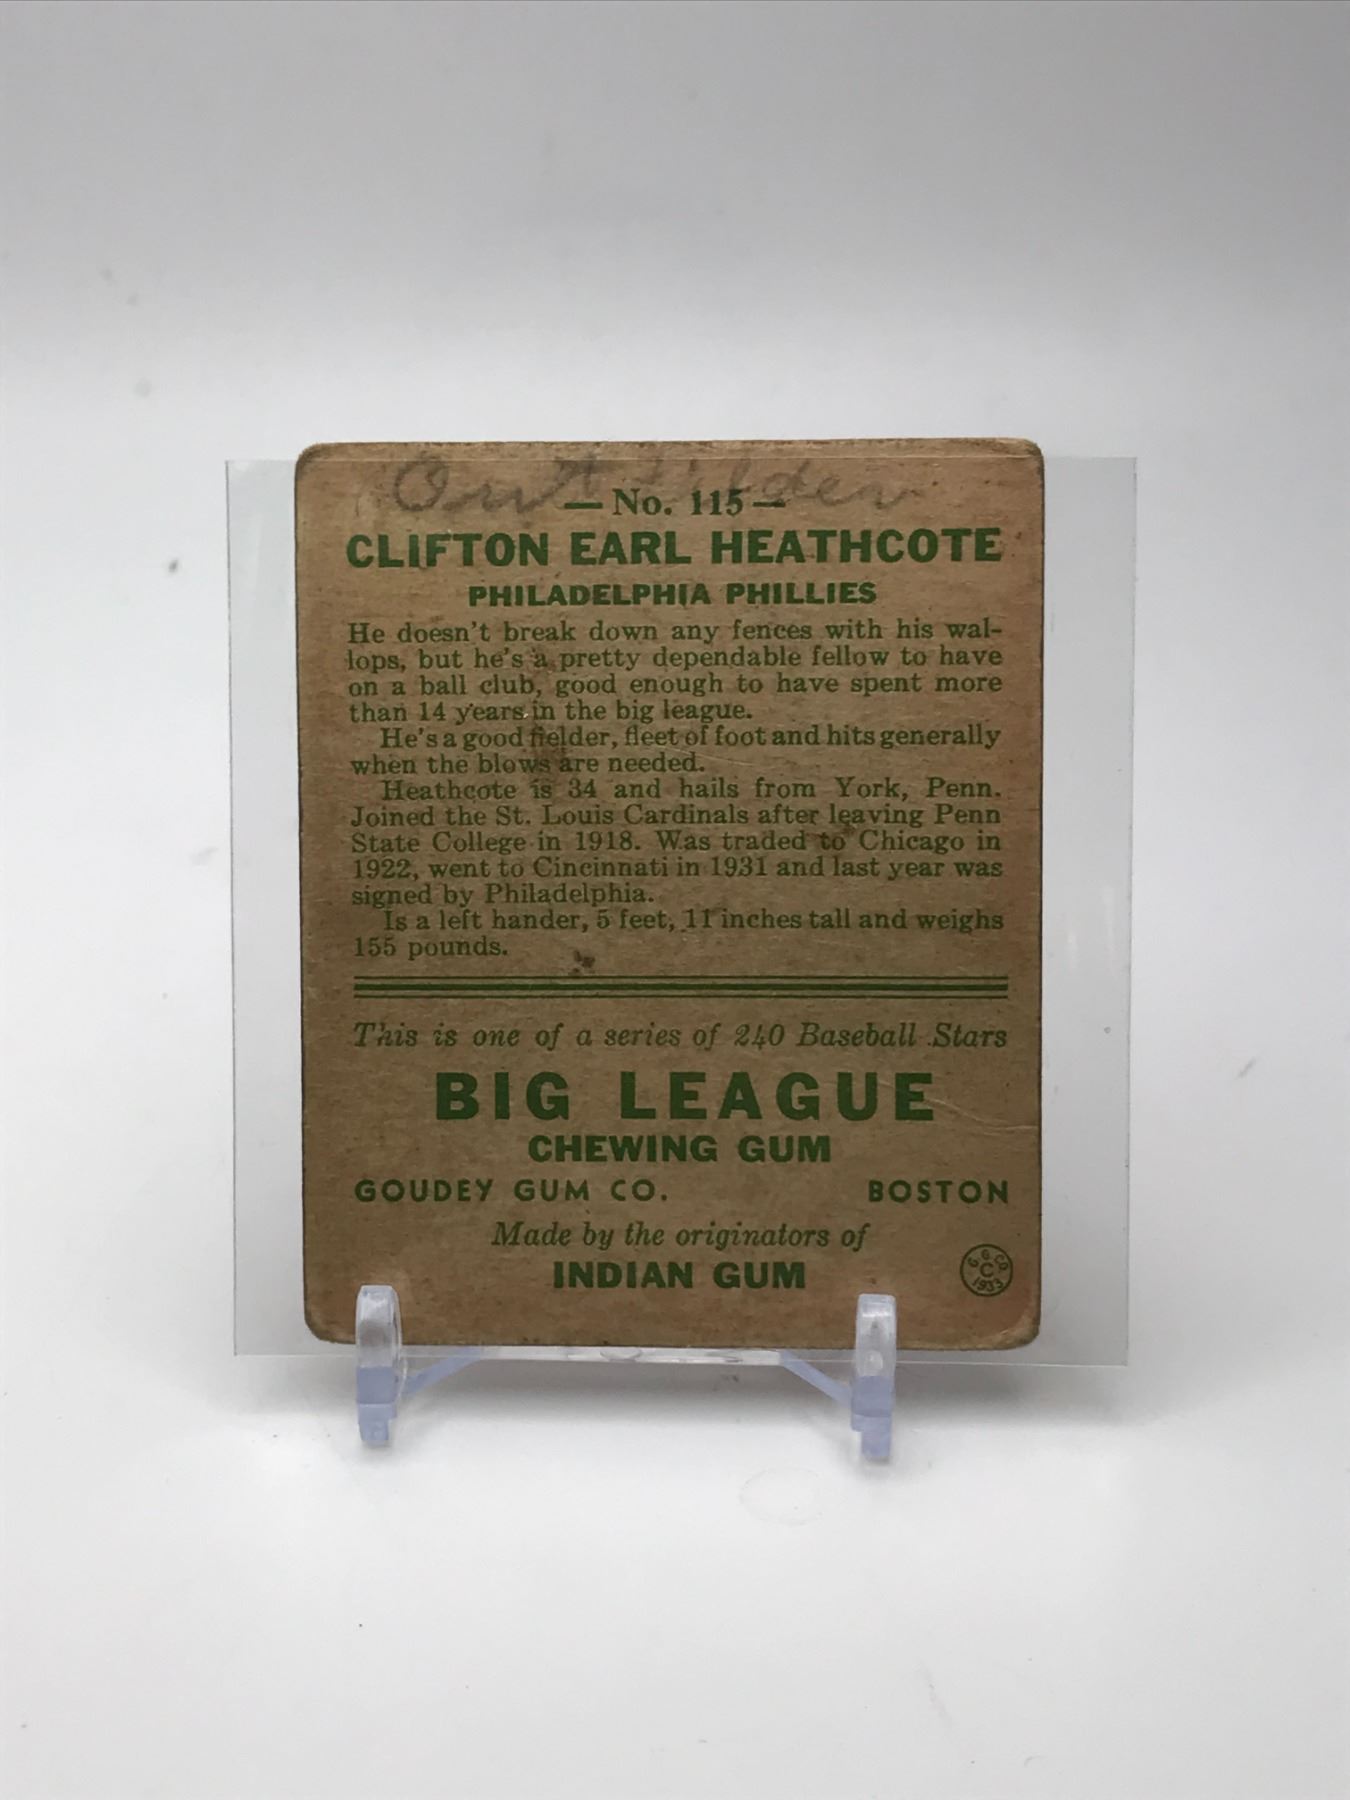 Outfilder
— No. 115 —
CLIFTON EARL HEATHCOTE
PHILADELPHIA PHILLIES
He doesn't break down any fences with his wal-
lops, but he's a pretty dependable fellow to have
on a ball club, good enough to have spent more
than 14 years in the big league.
He's a good fielder, fleet of foot and hits generally
when the blows are needed.
Heathcote is 34 and hails from York, Penn.
Joined the St. Louis Cardinals after leaving Penn
State College in 1918. Was traded to Chicago in
1922, went to Cincinnati in 1931 and last year was
signed by Philadelphia.
Is a left hander, 5 feet, 11 inches tall and weighs
155 pounds.
This is one of a series of 240 Baseball Stars
BIG LEAGUE
CHEWING GUM
GOUDEY GUM CO. BOSTON
Made by the originators of
INDIAN GUM
G.G.CO.
C
1933